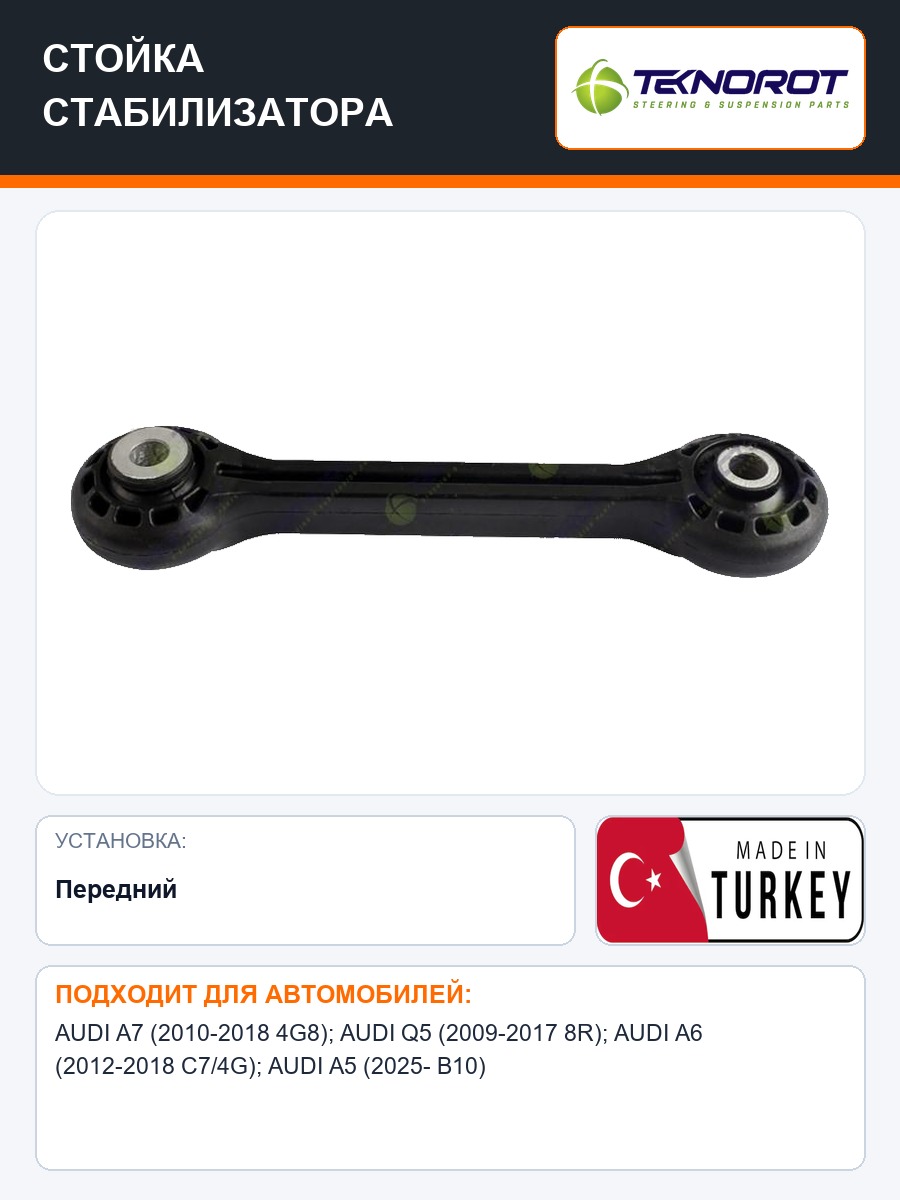 СТОЙКА
СТАБИЛИЗАТОРА
TEKNOROT
STEERING & SUSPENSION PARTS
УСТАНОВКА:
Передний
MADE IN
TURKEY
ПОДХОДИТ ДЛЯ АВТОМОБИЛЕЙ:
AUDI A7 (2010-2018 4G8); AUDI Q5 (2009-2017 8R); AUDI A6
(2012-2018 C7/4G); AUDI A5 (2025- B10)